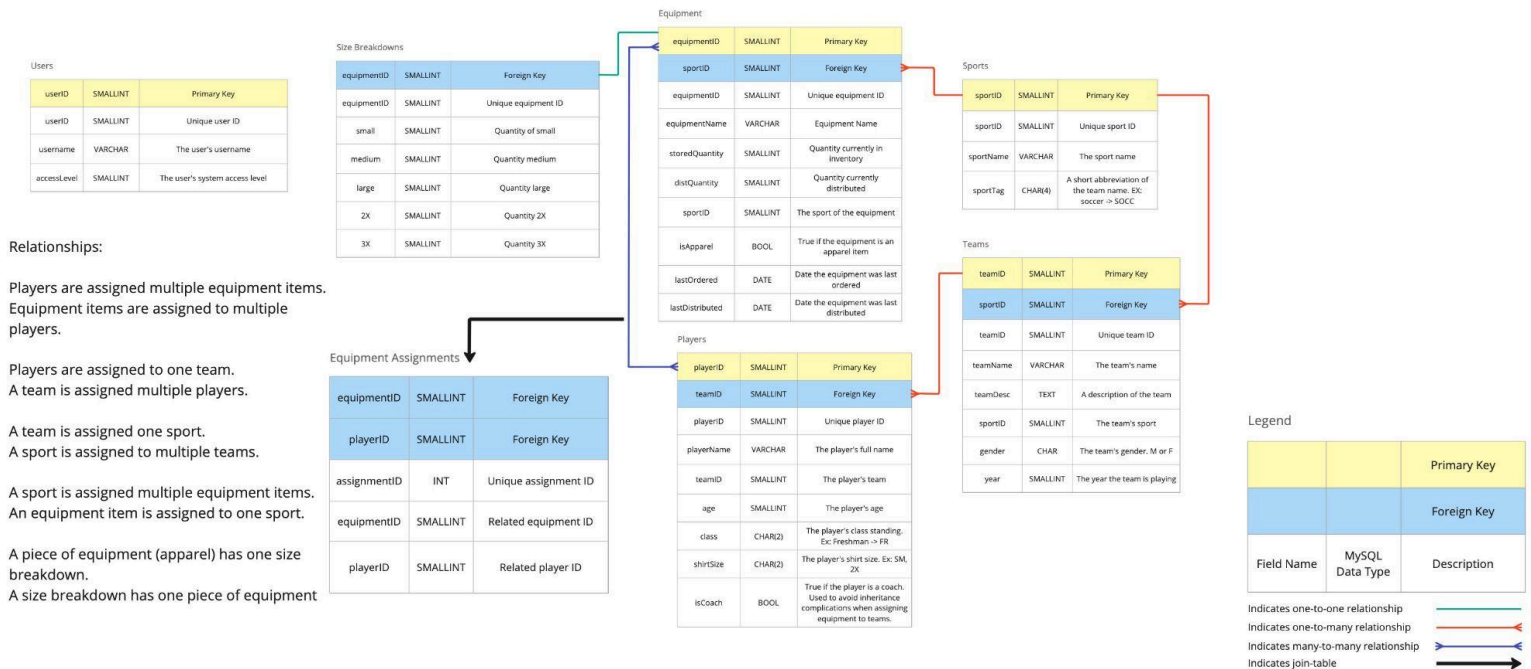 Users
userID SMALLINT Primary Key
userID SMALLINT Unique user ID
username VARCHAR The user's username
accessLevel SMALLINT The user's system access level
Size Breakdowns
equipmentID SMALLINT Foreign Key
equipmentID SMALLINT Unique equipment ID
small SMALLINT Quantity of small
medium SMALLINT Quantity medium
large SMALLINT Quantity large
2X SMALLINT Quantity 2X
3X SMALLINT Quantity 3X
Equipment
equipmentID SMALLINT Primary Key
sportID SMALLINT Foreign Key
equipmentID SMALLINT Unique equipment ID
equipmentName VARCHAR Equipment Name
storedQuantity SMALLINT Quantity currently in
inventory
distQuantity SMALLINT Quantity currently
distributed
sportID SMALLINT The sport of the equipment
isApparel BOOL True if the equipment is an
apparel item
lastOrdered DATE Date the equipment was last
ordered
lastDistributed DATE Date the equipment was last
distributed
Sports
sportID SMALLINT Primary Key
sportID SMALLINT Unique sport ID
sportName VARCHAR The sport name
sportTag CHAR(4) A short abbreviation of
the team name. EX:
soccer -> SOCC
Teams
teamID SMALLINT Primary Key
sportID SMALLINT Foreign Key
teamID SMALLINT Unique team ID
teamName VARCHAR The team's name
teamDesc TEXT A description of the team
sportID SMALLINT The team's sport
gender CHAR The team's gender. M or F
year SMALLINT The year the team is playing
Relationships:
Players are assigned multiple equipment items.
Equipment items are assigned to multiple
players.
Players are assigned to one team.
A team is assigned multiple players.
A team is assigned one sport.
A sport is assigned to multiple teams.
A sport is assigned multiple equipment items.
An equipment item is assigned to one sport.
A piece of equipment (apparel) has one size
breakdown.
A size breakdown has one piece of equipment
Equipment Assignments
equipmentID SMALLINT Foreign Key
playerID SMALLINT Foreign Key
assignmentID INT Unique assignment ID
equipmentID SMALLINT Related equipment ID
playerID SMALLINT Related player ID
Players
playerID SMALLINT Primary Key
teamID SMALLINT Foreign Key
playerID SMALLINT Unique player ID
playerName VARCHAR The player's full name
teamID SMALLINT The player's team
age SMALLINT The player's age
class CHAR(2) The player's class standing.
Ex: Freshman -> FR
shirtSize CHAR(2) The player's shirt size. Ex: SM,
2X
isCoach BOOL True if the player is a coach.
Used to avoid inheritance
complications when assigning
equipment to teams.
Legend
Primary Key
Foreign Key
Field Name MySQL
Data Type Description
Indicates one-to-one relationship
Indicates one-to-many relationship
Indicates many-to-many relationship
Indicates join-table